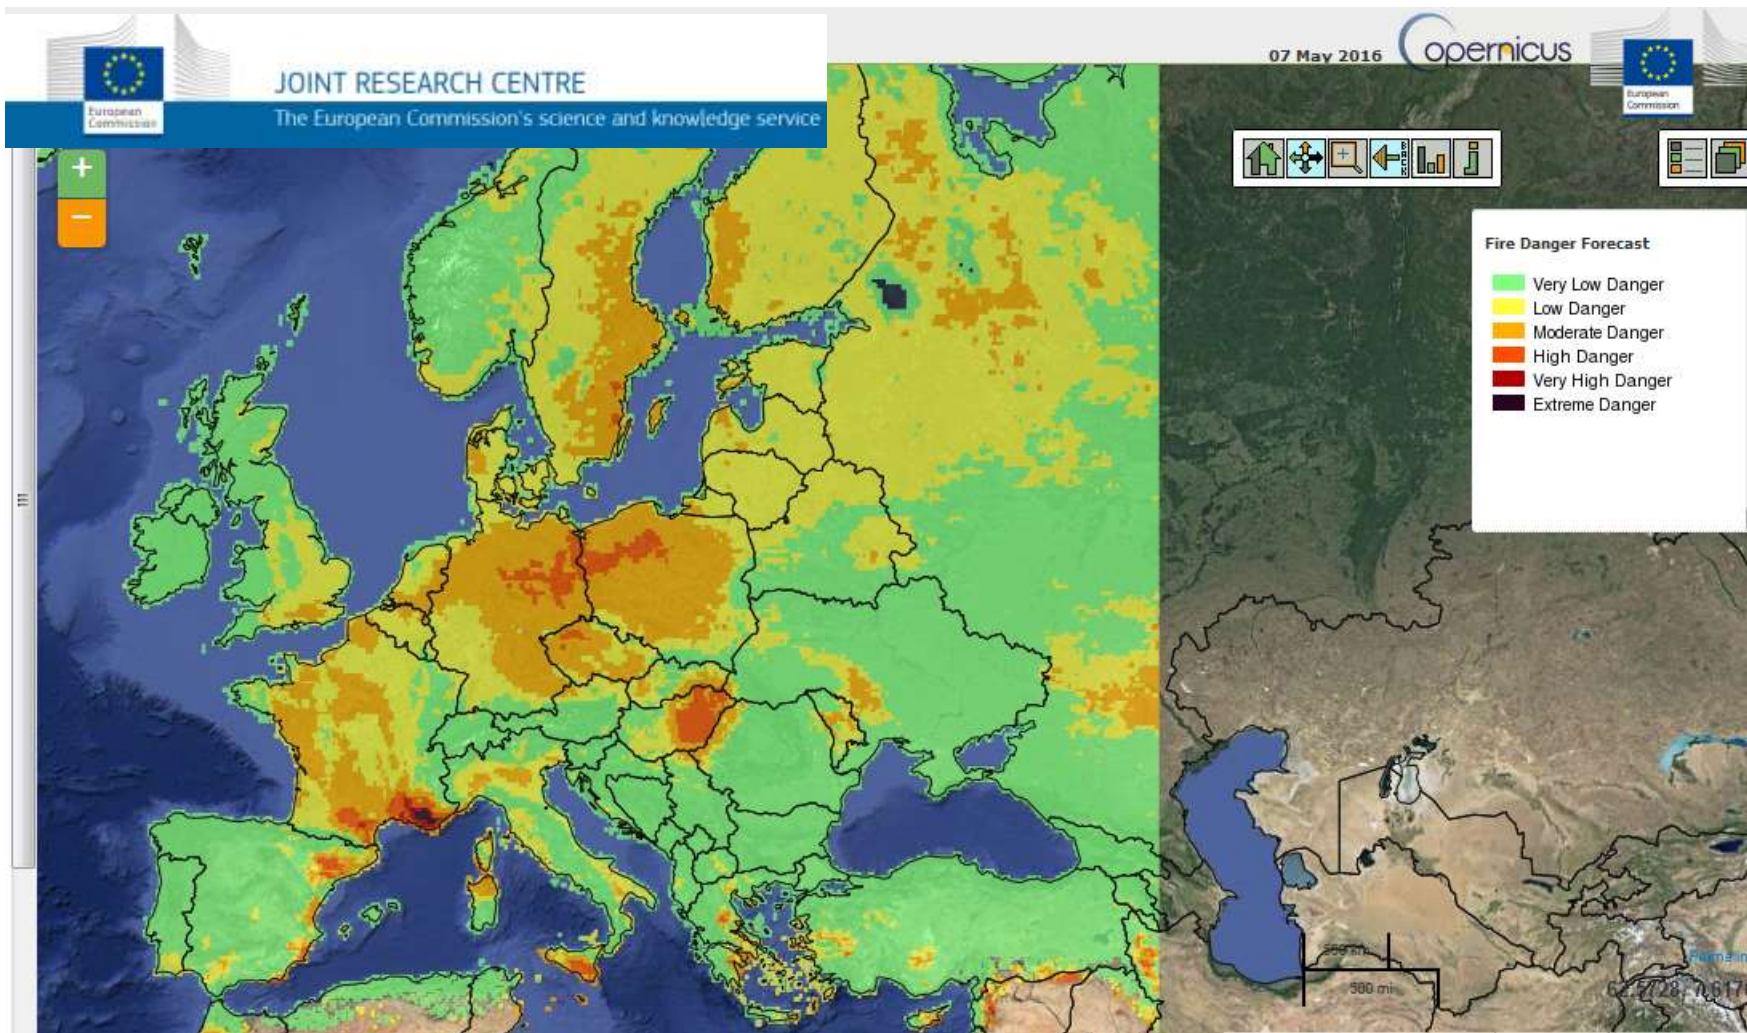 JOINT RESEARCH CENTRE
The European Commission's science and knowledge service
European
Commission
07 May 2016
Copernicus
European
Commission
BACK
Fire Danger Forecast
Very Low Danger
Low Danger
Moderate Danger
High Danger
Very High Danger
Extreme Danger
500 mi